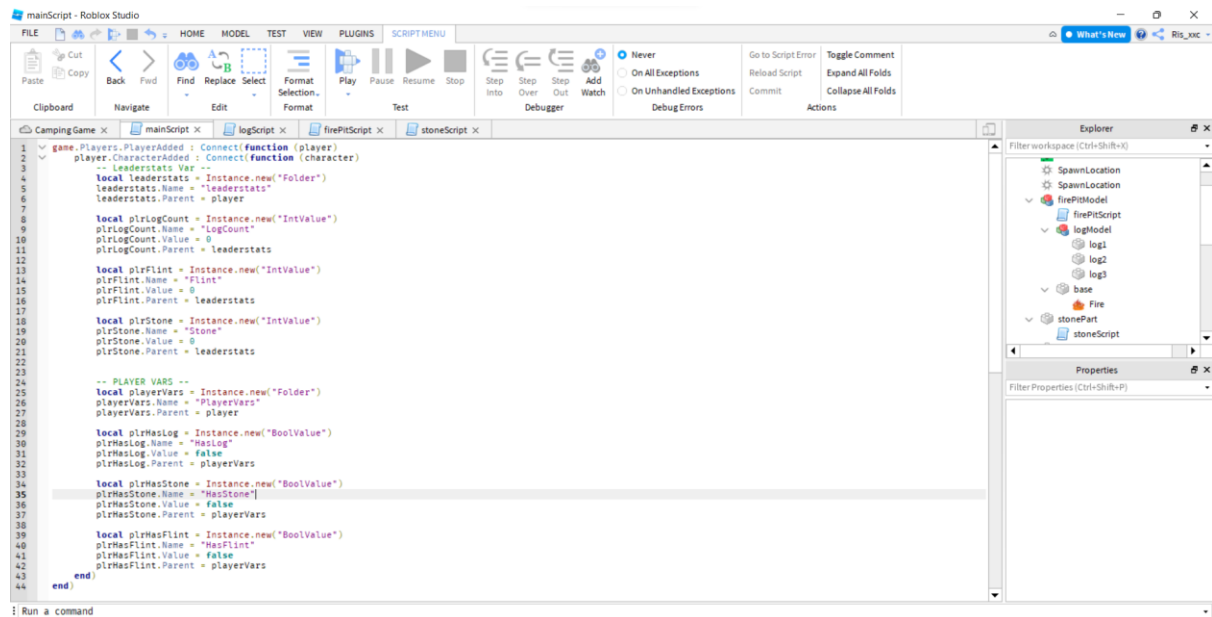 mainScript - Roblox Studio
FILE HOME MODEL TEST VIEW PLUGINS SCRIPT MENU What's New Ris_xxc
Paste Cut Copy
Clipboard
Back Fwd
Navigate
Find Replace Select
Edit
Format Selection
Format
Play Pause Resume Stop
Test
Step Into Step Over Step Out Add Watch
Debugger
Never
On All Exceptions
On Unhandled Exceptions
Debug Errors
Go to Script Error Toggle Comment
Reload Script Expand All Folds
Commit Collapse All Folds
Actions
Camping Game mainScript logScript firePitScript stoneScript
1 game.Players.PlayerAdded : Connect(function (player)
2 player.CharacterAdded : Connect(function (character)
3 -- Leaderstats Var --
4 local leaderstats = Instance.new("Folder")
5 leaderstats.Name = "leaderstats"
6 leaderstats.Parent = player
7
8 local plrLogCount = Instance.new("IntValue")
9 plrLogCount.Name = "LogCount"
10 plrLogCount.Value = 0
11 plrLogCount.Parent = leaderstats
12
13 local plrFlint = Instance.new("IntValue")
14 plrFlint.Name = "Flint"
15 plrFlint.Value = 0
16 plrFlint.Parent = leaderstats
17
18 local plrStone = Instance.new("IntValue")
19 plrStone.Name = "Stone"
20 plrStone.Value = 0
21 plrStone.Parent = leaderstats
22
23
24 -- PLAYER VARS --
25 local playerVars = Instance.new("Folder")
26 playerVars.Name = "PlayerVars"
27 playerVars.Parent = player
28
29 local plrHasLog = Instance.new("BoolValue")
30 plrHasLog.Name = "HasLog"
31 plrHasLog.Value = false
32 plrHasLog.Parent = playerVars
33
34 local plrHasStone = Instance.new("BoolValue")
35 plrHasStone.Name = "HasStone"
36 plrHasStone.Value = false
37 plrHasStone.Parent = playerVars
38
39 local plrHasFlint = Instance.new("BoolValue")
40 plrHasFlint.Name = "HasFlint"
41 plrHasFlint.Value = false
42 plrHasFlint.Parent = playerVars
43 end)
44 end)
Explorer
Filter workspace (Ctrl+Shift+X)
SpawnLocation
SpawnLocation
firePitModel
firePitScript
logModel
log1
log2
log3
base
Fire
stonePart
stoneScript
Properties
Filter Properties (Ctrl+Shift+P)
Run a command